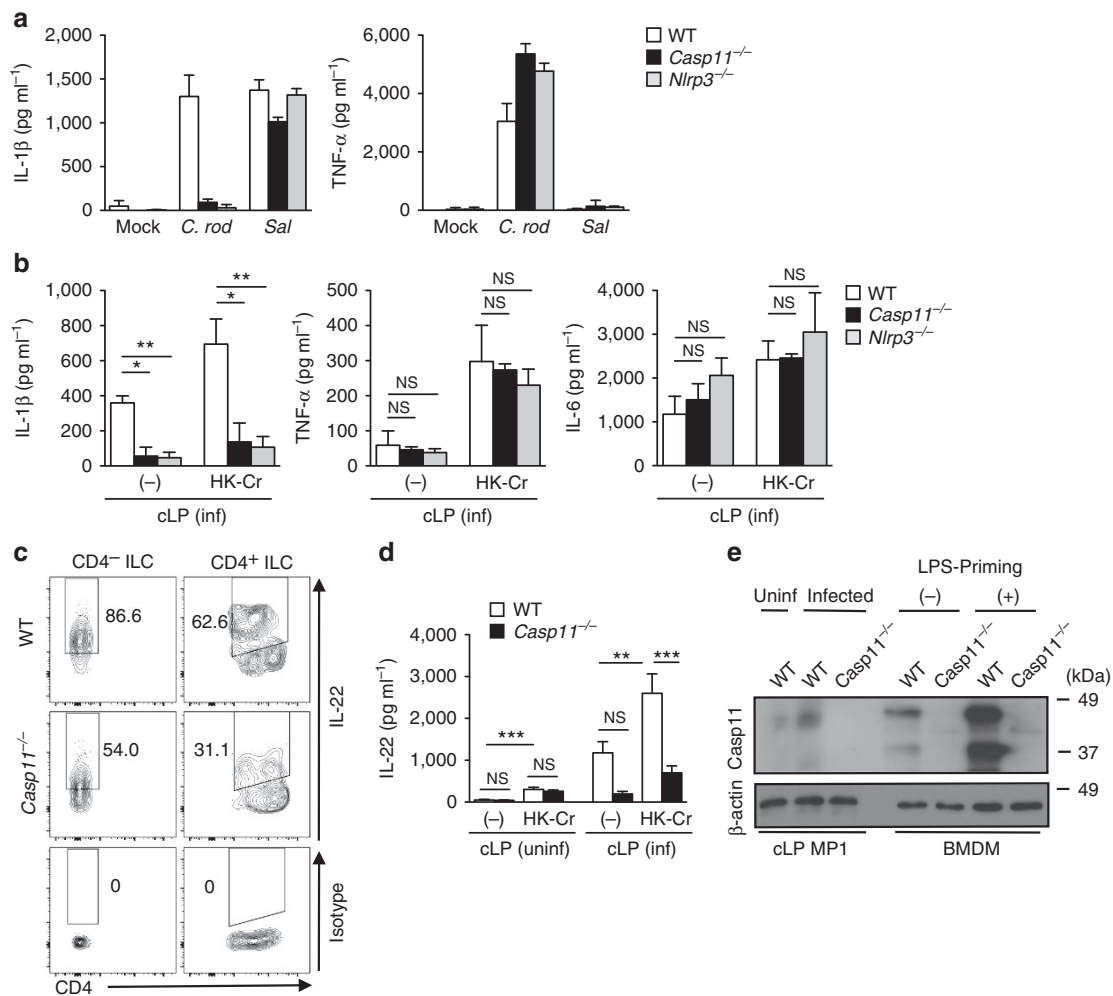 a
2,000
1,500
1,000
500
0
IL-1β (pg ml⁻¹)
Mock
C. rod
Sal
6,000
4,000
2,000
0
TNF-α (pg ml⁻¹)
Mock
C. rod
Sal
WT
Casp11⁻/⁻
Nlrp3⁻/⁻
b
1,000
800
600
400
200
0
IL-1β (pg ml⁻¹)
**
*
**
*
(–)
HK-Cr
cLP (inf)
500
400
300
200
100
0
TNF-α (pg ml⁻¹)
NS
NS
NS
NS
(–)
HK-Cr
cLP (inf)
4,000
3,000
2,000
1,000
0
IL-6 (pg ml⁻¹)
NS
NS
NS
NS
(–)
HK-Cr
cLP (inf)
WT
Casp11⁻/⁻
Nlrp3⁻/⁻
c
CD4⁻ ILC
CD4⁺ ILC
WT
86.6
62.6
Casp11⁻/⁻
54.0
31.1
IL-22
0
0
Isotype
CD4
d
WT
Casp11⁻/⁻
4,000
3,000
2,000
1,000
0
IL-22 (pg ml⁻¹)
***
NS
NS
**
***
NS
(–)
HK-Cr
(–)
HK-Cr
cLP (uninf)
cLP (inf)
e
LPS-Priming
Uninf
Infected
(–)
(+)
WT
WT
Casp11⁻/⁻
WT
Casp11⁻/⁻
WT
Casp11⁻/⁻
(kDa)
49
37
49
Casp11
β-actin
cLP MP1
BMDM